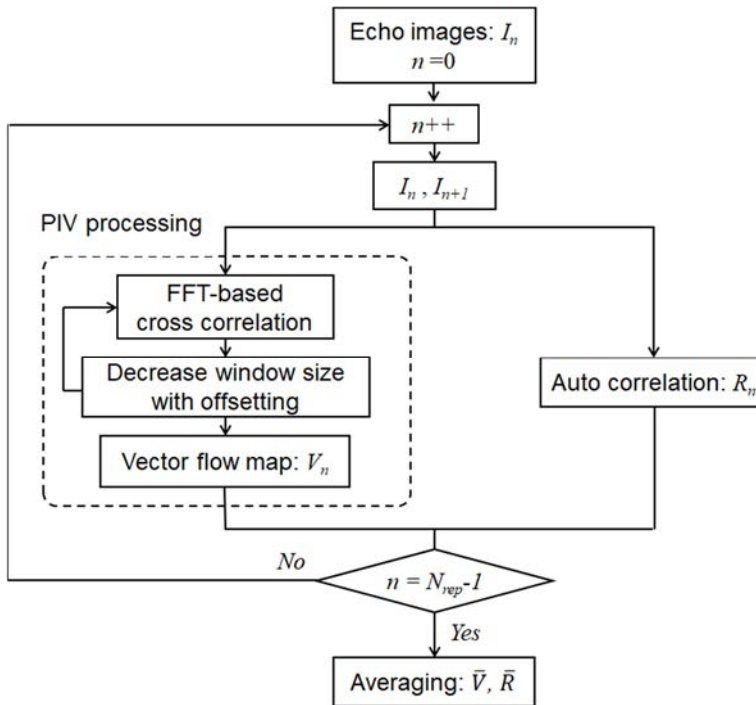 Echo images: Iₙ
n =0
n++
Iₙ , Iₙ₊₁
PIV processing
FFT-based
cross correlation
Decrease window size
with offsetting
Vector flow map: Vₙ
Auto correlation: Rₙ
No
n = N_rep-1
Yes
Averaging: V̄, R̄